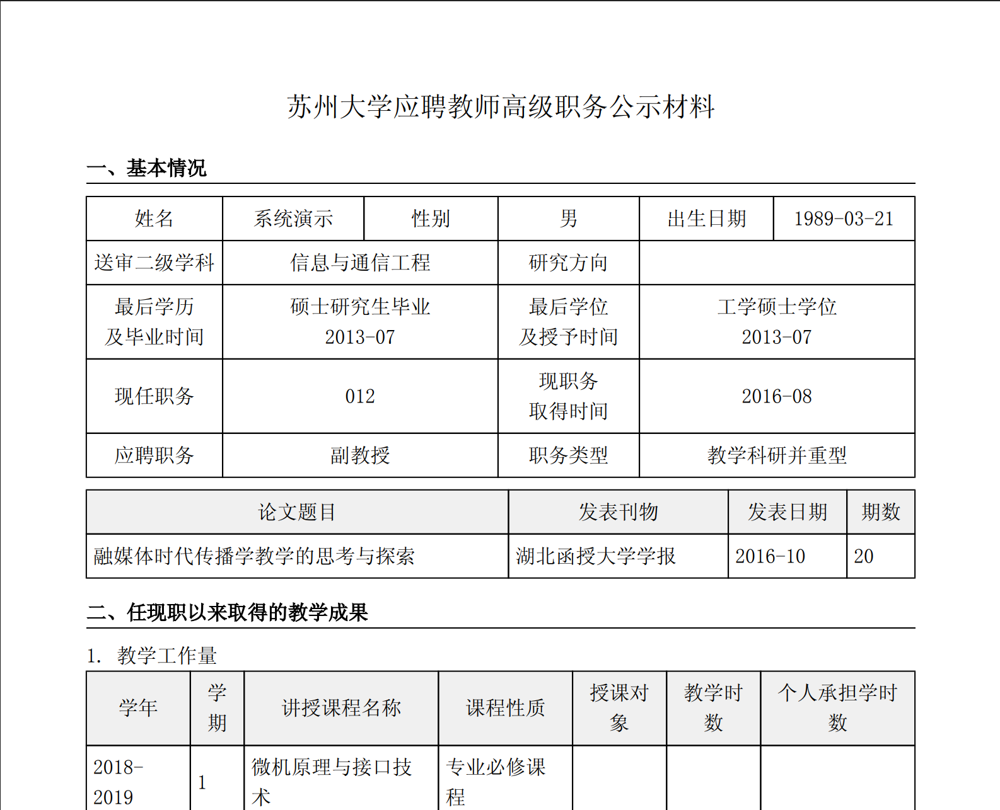 苏州大学应聘教师高级职务公示材料
一、基本情况
姓名 系统演示 性别 男 出生日期 1989-03-21
送审二级学科 信息与通信工程 研究方向
最后学历 硕士研究生毕业 最后学位 工学硕士学位
及毕业时间 2013-07 及授予时间 2013-07
现任职务 012 现职务 2016-08
取得时间
应聘职务 副教授 职务类型 教学科研并重型
论文题目 发表刊物 发表日期 期数
融媒体时代传播学教学的思考与探索 湖北函授大学学报 2016-10 20
二、任现职以来取得的教学成果
1. 教学工作量
学年 学 讲授课程名称 课程性质 授课对 教学时 个人承担学时
期 象 数 数
2018- 1 微机原理与接口技 专业必修课
2019 术 程